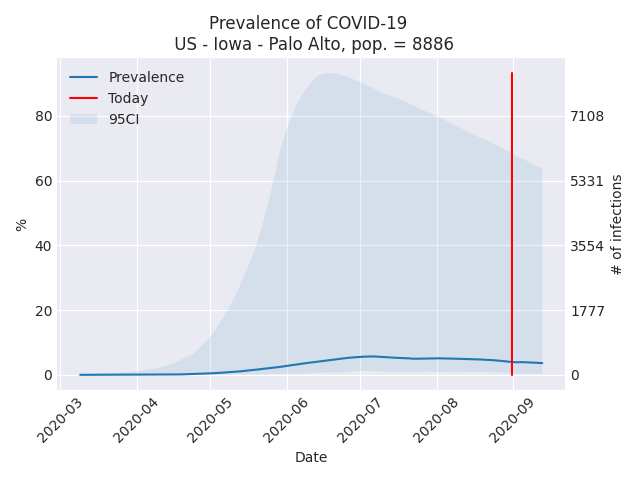 Prevalence of COVID-19
US - Iowa - Palo Alto, pop. = 8886
Prevalence
Today
95CI
80
60
40
20
0
%
7108
5331
3554
1777
0
# of infections
2020-03
2020-04
2020-05
2020-06
2020-07
2020-08
2020-09
Date